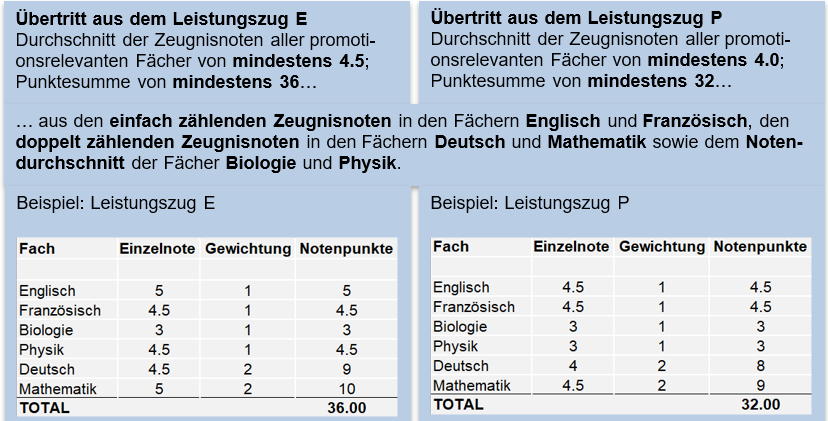 Übertritt aus dem Leistungszug E
Durchschnitt der Zeugnisnoten aller promoti-
onsrelevanten Fächer von mindestens 4.5;
Punktesumme von mindestens 36…
Übertritt aus dem Leistungszug P
Durchschnitt der Zeugnisnoten aller promoti-
onsrelevanten Fächer von mindestens 4.0;
Punktesumme von mindestens 32…
… aus den einfach zählenden Zeugnisnoten in den Fächern Englisch und Französisch, den
doppelt zählenden Zeugnisnoten in den Fächern Deutsch und Mathematik sowie dem Noten-
durchschnitt der Fächer Biologie und Physik.
Beispiel: Leistungszug E
Fach Einzelnote Gewichtung Notenpunkte
Englisch 5 1 5
Französisch 4.5 1 4.5
Biologie 3 1 3
Physik 4.5 1 4.5
Deutsch 4.5 2 9
Mathematik 5 2 10
TOTAL 36.00
Beispiel: Leistungszug P
Fach Einzelnote Gewichtung Notenpunkte
Englisch 4.5 1 4.5
Französisch 4.5 1 4.5
Biologie 3 1 3
Physik 3 1 3
Deutsch 4 2 8
Mathematik 4.5 2 9
TOTAL 32.00